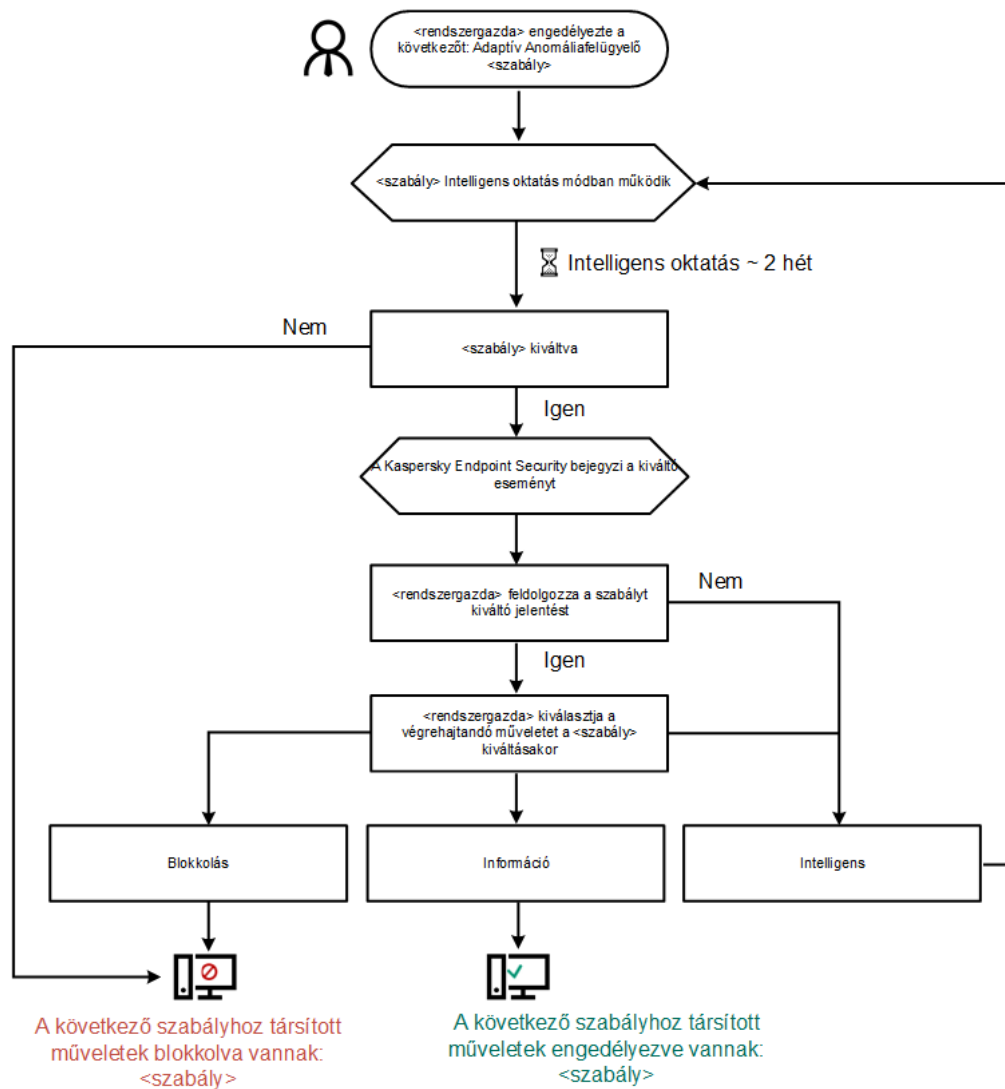 <rendszergazda> engedélyezte a
következőt: Adaptív Anomáliafelügyelő
<szabály>
<szabály> Intelligens oktatás módban működik
Intelligens oktatás ~ 2 hét
Nem
<szabály> kiváltva
Igen
A Kaspersky Endpoint Security bejegyzi a kiváltó
eseményt
Nem
<rendszergazda> feldolgozza a szabályt
kiváltó jelentést
Igen
<rendszergazda> kiválasztja a
végrehajtandó műveletet a <szabály>
kiváltásakor
Blokkolás
Információ
Intelligens
A következő szabályhoz társított
műveletek blokkolva vannak:
<szabály>
A következő szabályhoz társított
műveletek engedélyezve vannak:
<szabály>